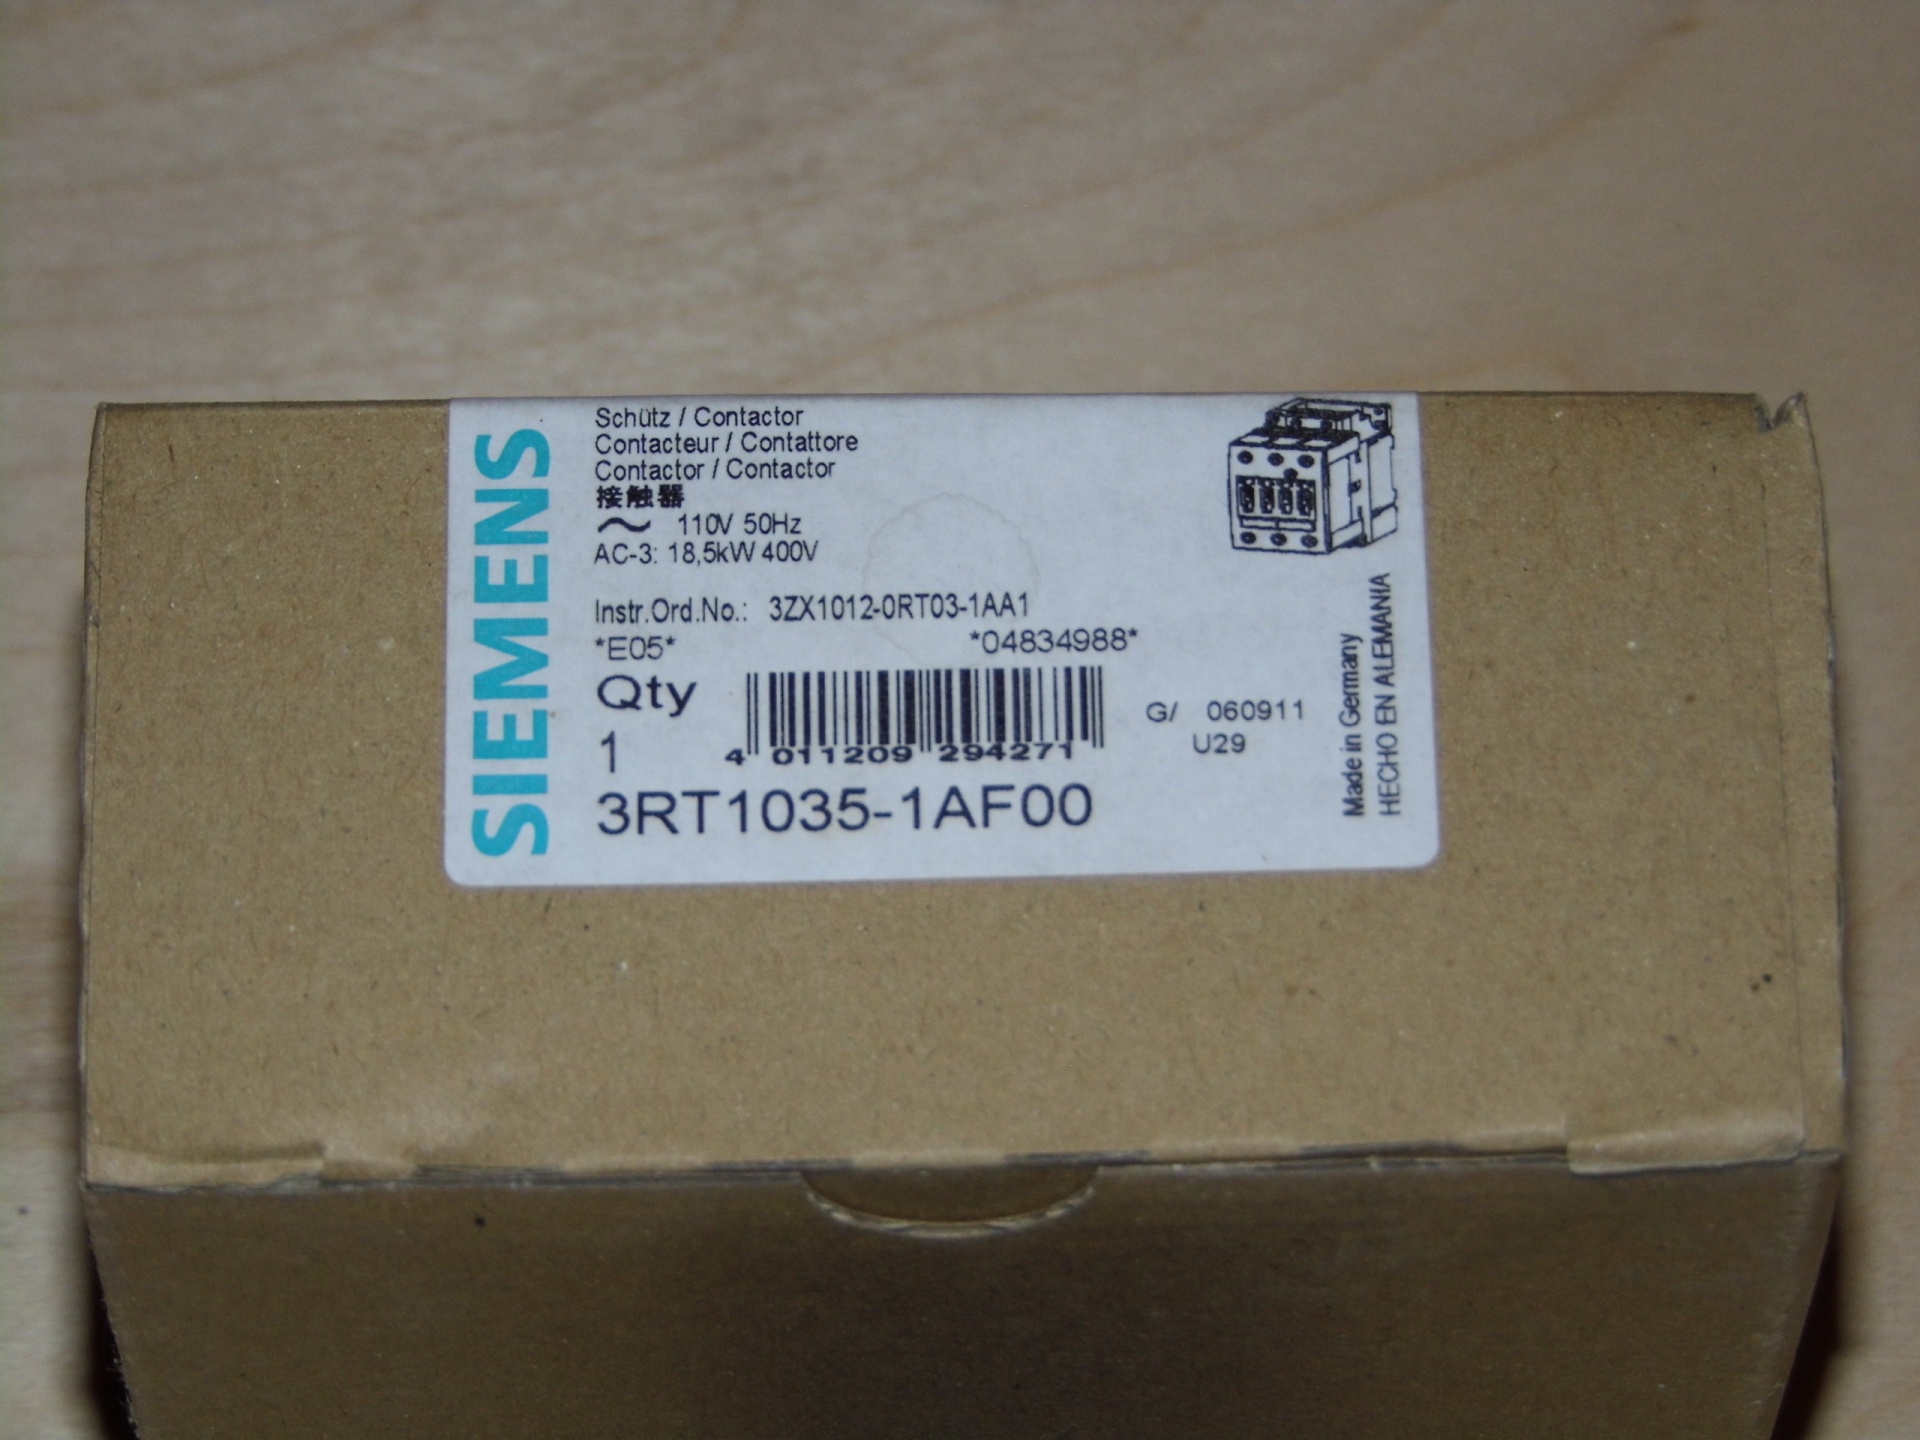 SIEMENS
Schütz / Contactor
Contacteur / Contattore
Contactor / Contactor
接触器
~ 110V 50Hz
AC-3: 18,5kW 400V
Instr.Ord.No.: 3ZX1012-0RT03-1AA1
*E05* *04834988*
Qty
1
4 011209 294271
G/ 060911
U29
3RT1035-1AF00
Made in Germany
HECHO EN ALEMANIA